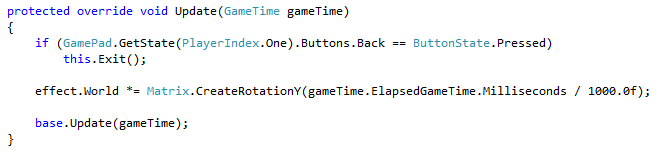 protected override void Update(GameTime gameTime)
{
    if (GamePad.GetState(PlayerIndex.One).Buttons.Back == ButtonState.Pressed)
        this.Exit();

    effect.World *= Matrix.CreateRotationY(gameTime.ElapsedGameTime.Milliseconds / 1000.0f);

    base.Update(gameTime);
}